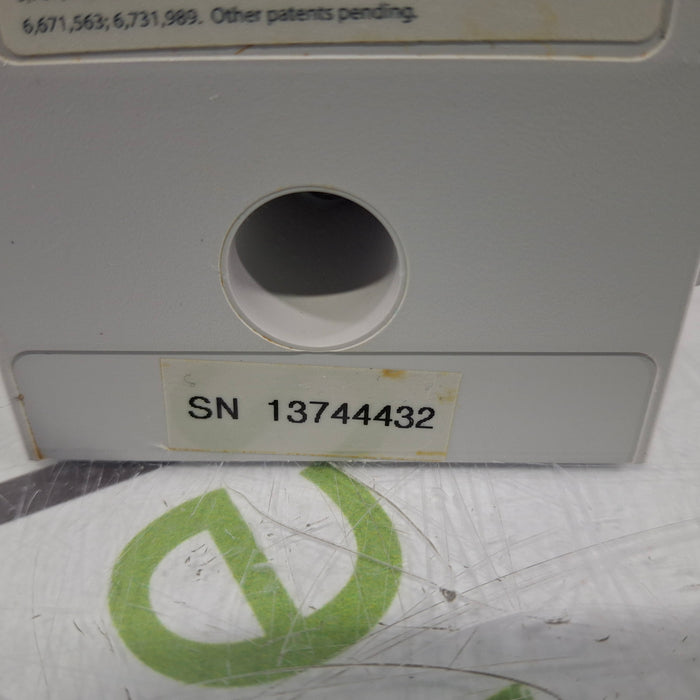 6,671,563; 6,731,989. Other patents pending.
SN 13744432
e